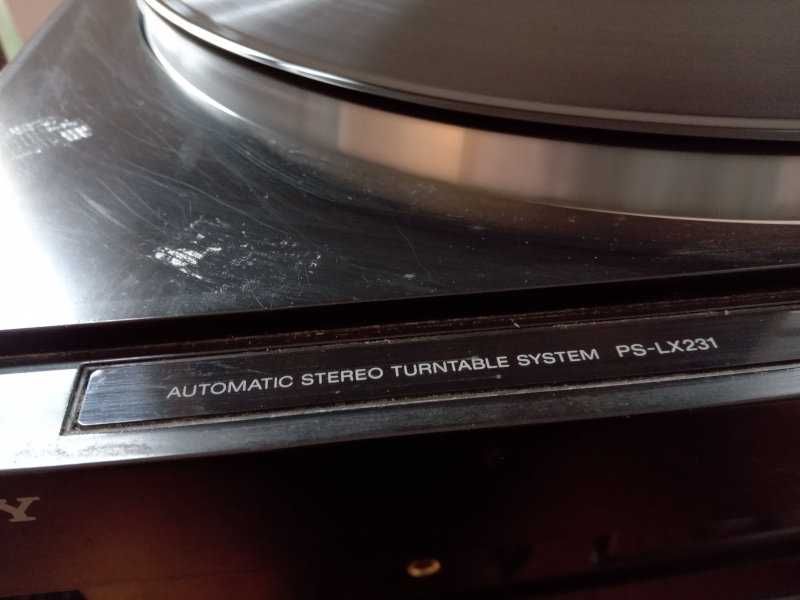 AUTOMATIC STEREO TURNTABLE SYSTEM PS-LX231
Y